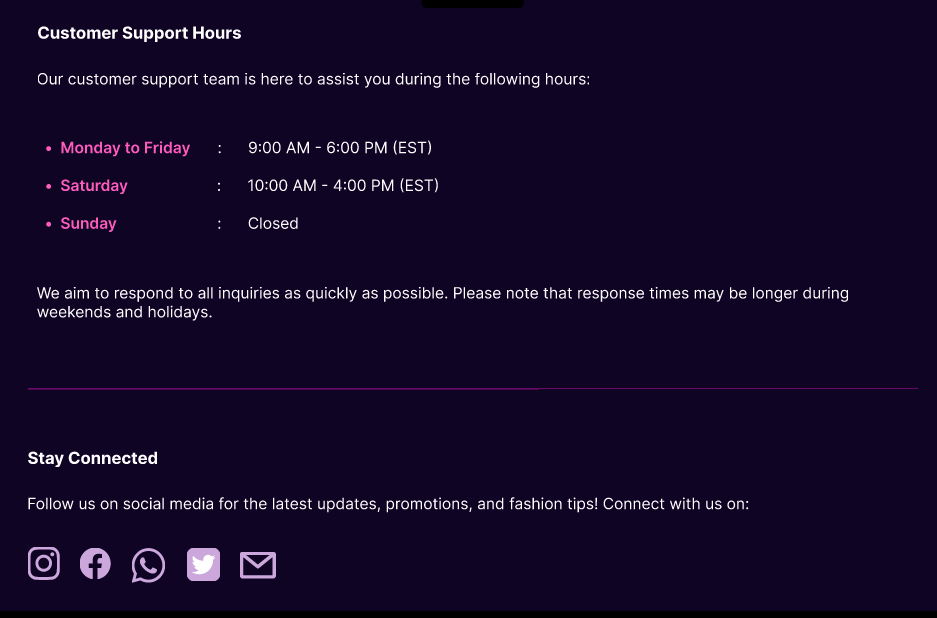 Customer Support Hours
Our customer support team is here to assist you during the following hours:
• Monday to Friday : 9:00 AM - 6:00 PM (EST)
• Saturday : 10:00 AM - 4:00 PM (EST)
• Sunday : Closed
We aim to respond to all inquiries as quickly as possible. Please note that response times may be longer during
weekends and holidays.
Stay Connected
Follow us on social media for the latest updates, promotions, and fashion tips! Connect with us on: